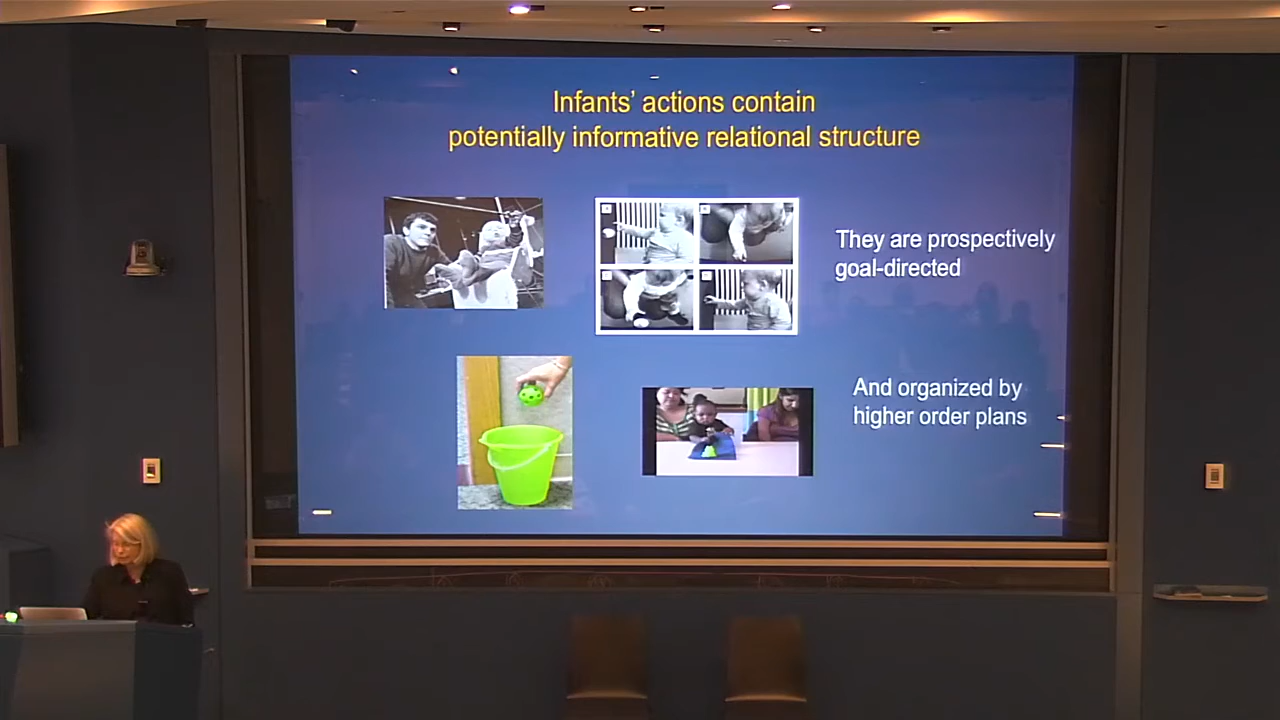 Infants' actions contain
potentially informative relational structure
They are prospectively
goal-directed
And organized by
higher order plans